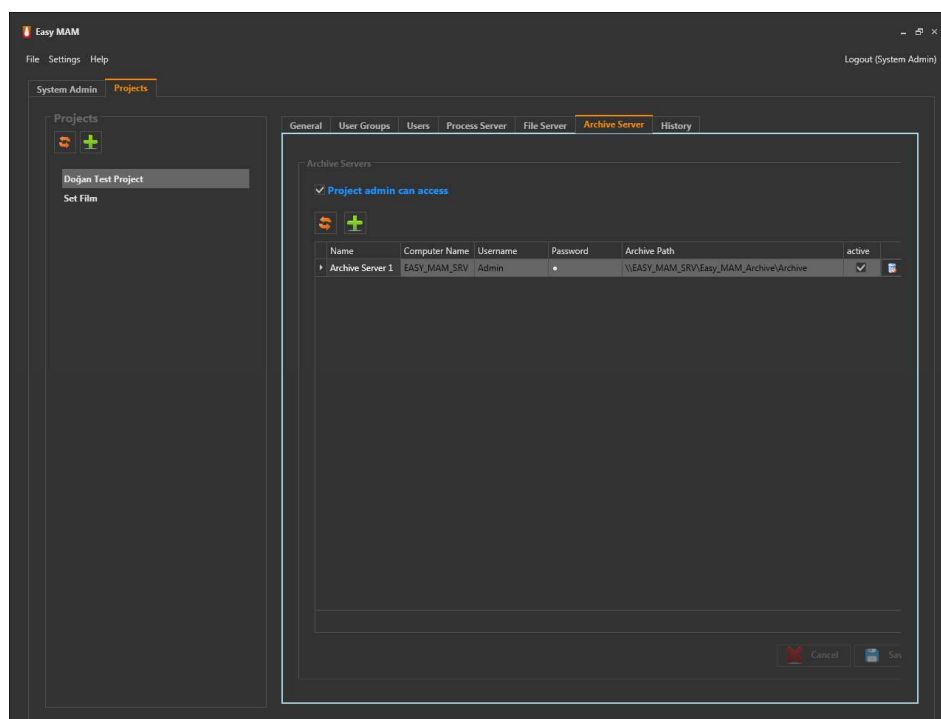 Easy MAM
File Settings Help
Logout (System Admin)
System Admin Projects
Projects
Doğan Test Project
Set Film
General User Groups Users Process Server File Server Archive Server History
Archive Servers
Project admin can access
Name Computer Name Username Password Archive Path active
Archive Server 1 EASY_MAM_SRV Admin \\EASY_MAM_SRV\Easy_MAM_Archive\Archive
Cancel Sav